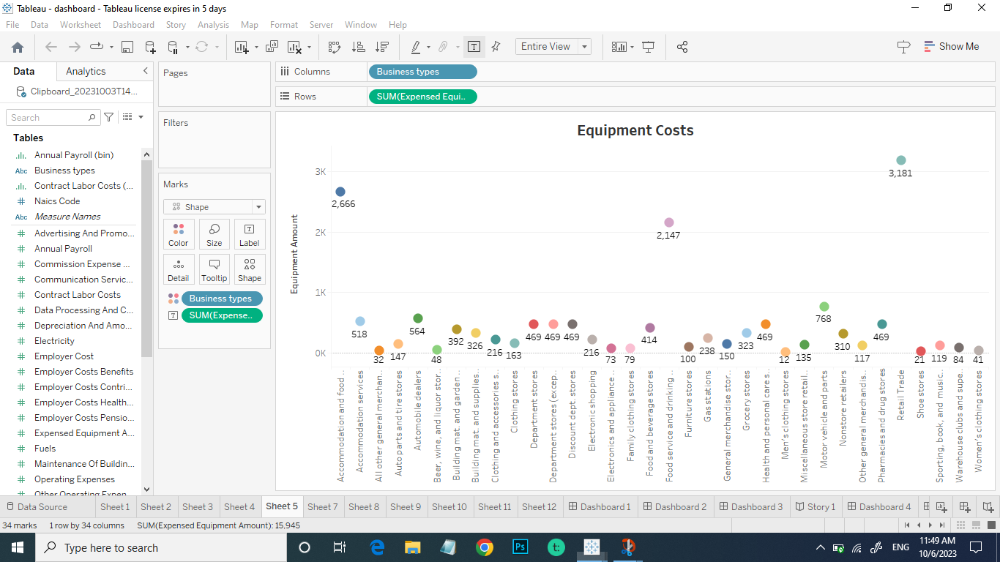 Tableau - dashboard - Tableau license expires in 5 days
File Data Worksheet Dashboard Story Analysis Map Format Server Window Help
Entire View
Show Me
Data Analytics
Clipboard_20231003T14...
Search
Tables
Annual Payroll (bin)
Abc Business types
Contract Labor Costs (...
# Naics Code
Abc Measure Names
# Advertising And Promo...
# Annual Payroll
# Commission Expense ...
# Communication Servic...
# Contract Labor Costs
# Data Processing And C...
# Depreciation And Amo...
# Electricity
# Employer Cost
# Employer Costs Benefits
# Employer Costs Contri...
# Employer Costs Health...
# Employer Costs Pensio...
# Expensed Equipment A...
# Fuels
# Maintenance Of Buildin...
# Operating Expenses
# Other Operating Expen
Pages
Filters
Marks
Shape
Color Size Label
Detail Tooltip Shape
Business types
SUM(Expense..
Columns Business types
Rows SUM(Expensed Equi..
Equipment Costs
Equipment Amount
3K
2K
1K
0K
2,666
518
32
147
564
48
392
326
216
163
469
469
469
216
73
79
414
2,147
100
238
150
323
469
12
135
768
310
117
469
3,181
21
119
84
41
Accommodation and food ..
Accommodation services
All other general merchan..
Auto parts and tire stores
Automobile dealers
Beer, wine, and liquor stor..
Building mat. and garden ..
Building mat. and supplies..
Clothing and accessories s..
Clothing stores
Department stores
Department stores (excep..
Discount dept. stores
Electronic shopping
Electronics and appliance..
Family clothing stores
Food and beverage stores
Food service and drinking ..
Furniture stores
Gas stations
General merchandise stor..
Grocery stores
Health and personal care s..
Men's clothing stores
Miscellaneous store retail..
Motor vehicle and parts
Nonstore retailers
Other general merchandis..
Pharmacies and drug stores
Retail Trade
Shoe stores
Sporting, book, and music..
Warehouse clubs and supe..
Women's clothing stores
Data Source Sheet 1 Sheet 2 Sheet 3 Sheet 4 Sheet 5 Sheet 7 Sheet 8 Sheet 9 Sheet 10 Sheet 11 Sheet 12 Dashboard 1 Dashboard 2 Dashboard 3 Story 1 Dashboard 4
34 marks 1 row by 34 columns SUM(Expensed Equipment Amount): 15,945
Type here to search
Ps
t:
ENG
11:49 AM
10/6/2023